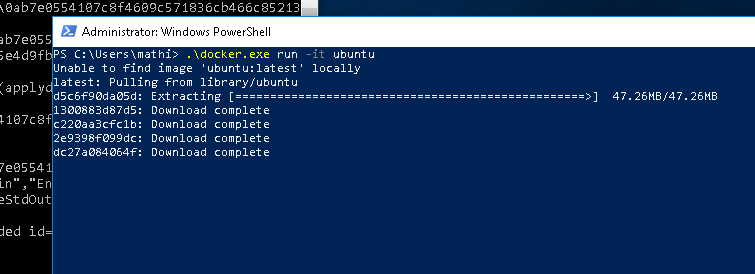 \0ab7e0554107c8f4609c571836cb466c85213
Administrator: Windows PowerShell
PS C:\Users\mathi> .\docker.exe run -it ubuntu
Unable to find image 'ubuntu:latest' locally
latest: Pulling from library/ubuntu
d5c6f90da05d: Extracting [==================================================>]  47.26MB/47.26MB
1300883d87d5: Download complete
c220aa3cfc1b: Download complete
2e9398f099dc: Download complete
dc27a084064f: Download complete
ab7e055
5e4d9fb
(applyd
4107c8f
7e05541
in","En
eStdOut
ded id=